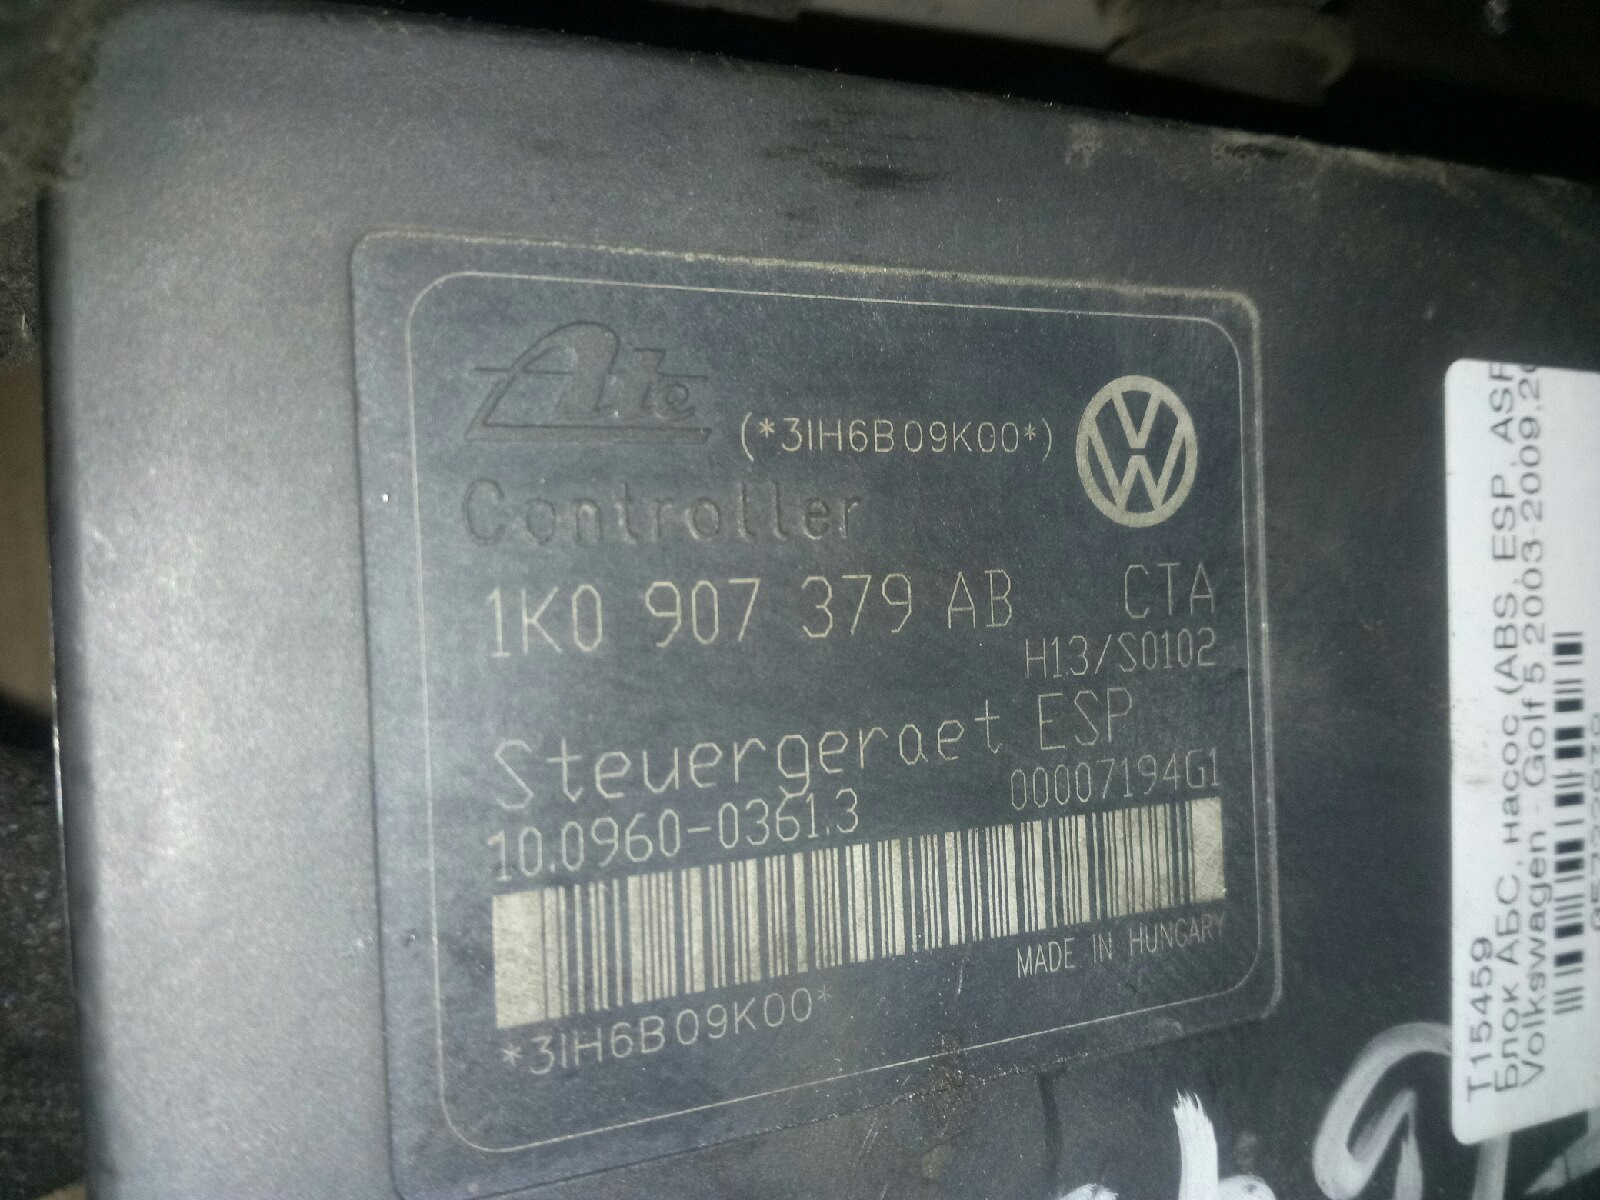 Ate
(*3IH6B09K00*)
Controller
1K0 907 379 AB CTA
H13/S0102
Steuergeraet ESP
10.0960-0361.3 00007194G1
MADE IN HUNGARY
*3IH6B09K00*
T15459
Блок АБС, насос (ABS, ESP, ASR
Volkswagen - Golf 5 2003-2009,20